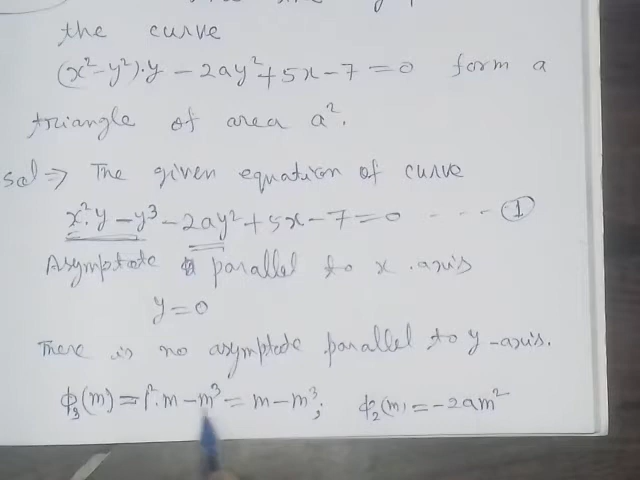 the curve
(x²-y²).y - 2ay² + 5x - 7 = 0 form a
triangle of area a².
Sol ⇒ The given equation of curve
x².y - y³ - 2ay² + 5x - 7 = 0 - - - - ①
Asymptote parallel to x.axis
y = 0
There is no asymptote parallel to y-axis.
ϕ₃(m) = 1².m - m³ = m - m³; ϕ₂(m) = -2am²